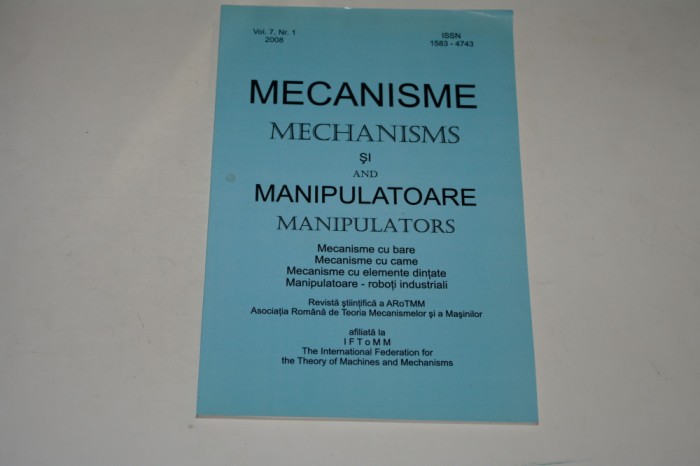 Vol. 7, Nr. 1
2008
ISSN
1583 - 4743
MECANISME
MECHANISMS
ŞI
AND
MANIPULATOARE
MANIPULATORS
Mecanisme cu bare
Mecanisme cu came
Mecanisme cu elemente dinţate
Manipulatoare - roboţi industriali
Revistă ştiinţifică a ARoTMM
Asociaţia Română de Teoria Mecanismelor şi a Maşinilor
afiliată la
I F T o M M
The International Federation for
the Theory of Machines and Mechanisms